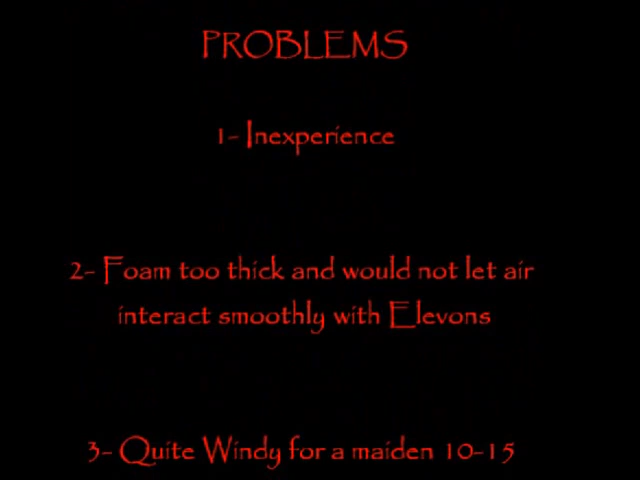 PROBLEMS
1- Inexperience
2- Foam too thick and would not let air
interact smoothly with Elevons
3- Quite Windy for a maiden 10-15